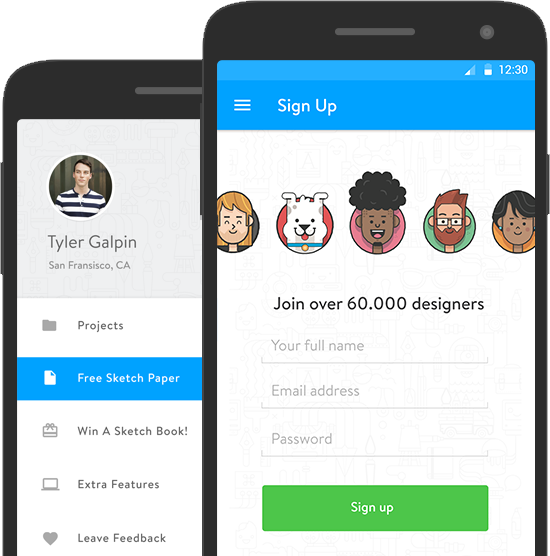 Tyler Galpin
San Fransisco, CA
Projects
Free Sketch Paper
Win A Sketch Book!
Extra Features
Leave Feedback
12:30
Sign Up
Join over 60.000 designers
Your full name
Email address
Password
Sign up